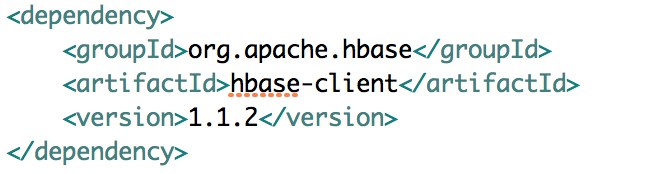 <dependency>
    <groupId>org.apache.hbase</groupId>
    <artifactId>hbase-client</artifactId>
    <version>1.1.2</version>
</dependency>